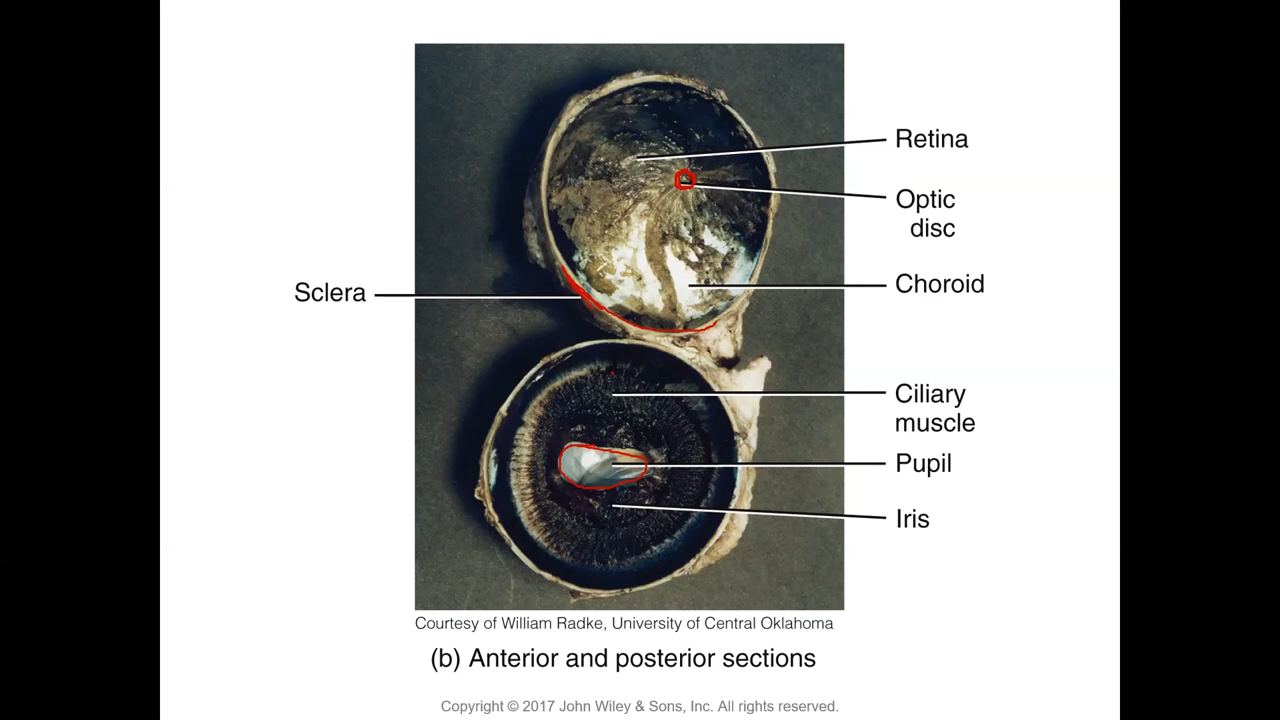 Retina
Optic
disc
Choroid
Sclera
Ciliary
muscle
Pupil
Iris
Courtesy of William Radke, University of Central Oklahoma
(b) Anterior and posterior sections
Copyright © 2017 John Wiley & Sons, Inc. All rights reserved.